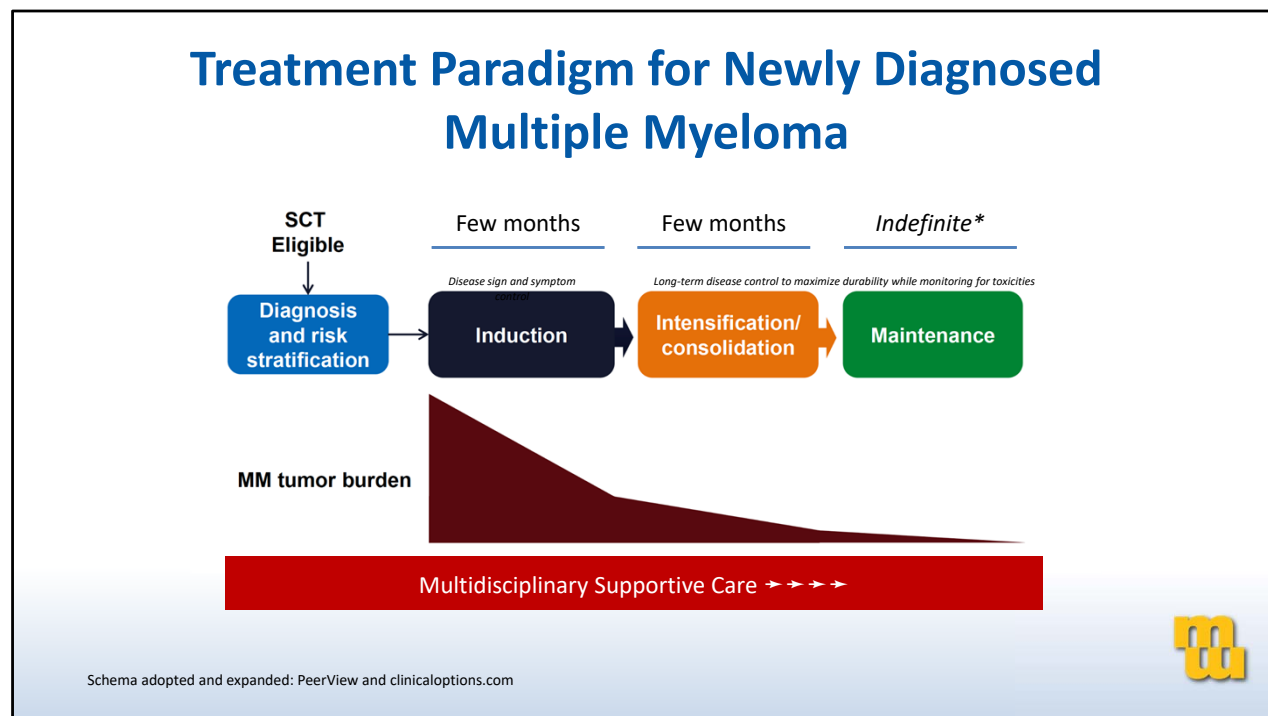 Treatment Paradigm for Newly Diagnosed
Multiple Myeloma
SCT
Eligible
Few months
Few months
Indefinite*
Disease sign and symptom
control
Long-term disease control to maximize durability while monitoring for toxicities
Diagnosis
and risk
stratification
Induction
Intensification/
consolidation
Maintenance
MM tumor burden
Multidisciplinary Supportive Care
Schema adopted and expanded: PeerView and clinicaloptions.com